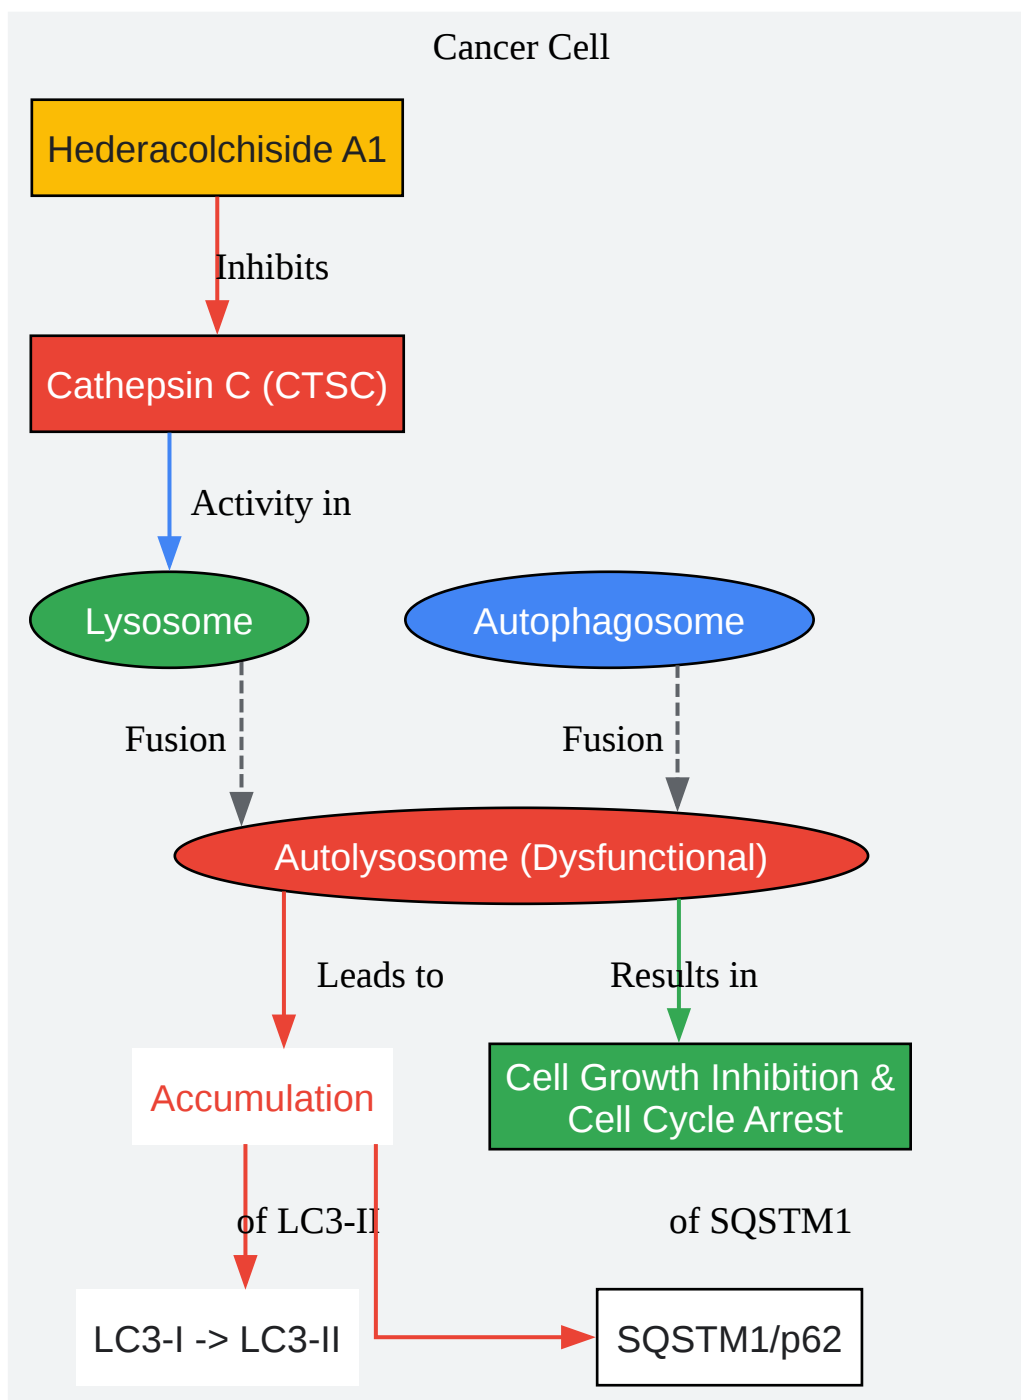 Cancer Cell
Hederacolchiside A1
Inhibits
Cathepsin C (CTSC)
Activity in
Lysosome
Autophagosome
Fusion
Fusion
Autolysosome (Dysfunctional)
Leads to
Results in
Accumulation
Cell Growth Inhibition &
Cell Cycle Arrest
of LC3-II
of SQSTM1
LC3-I -> LC3-II
SQSTM1/p62